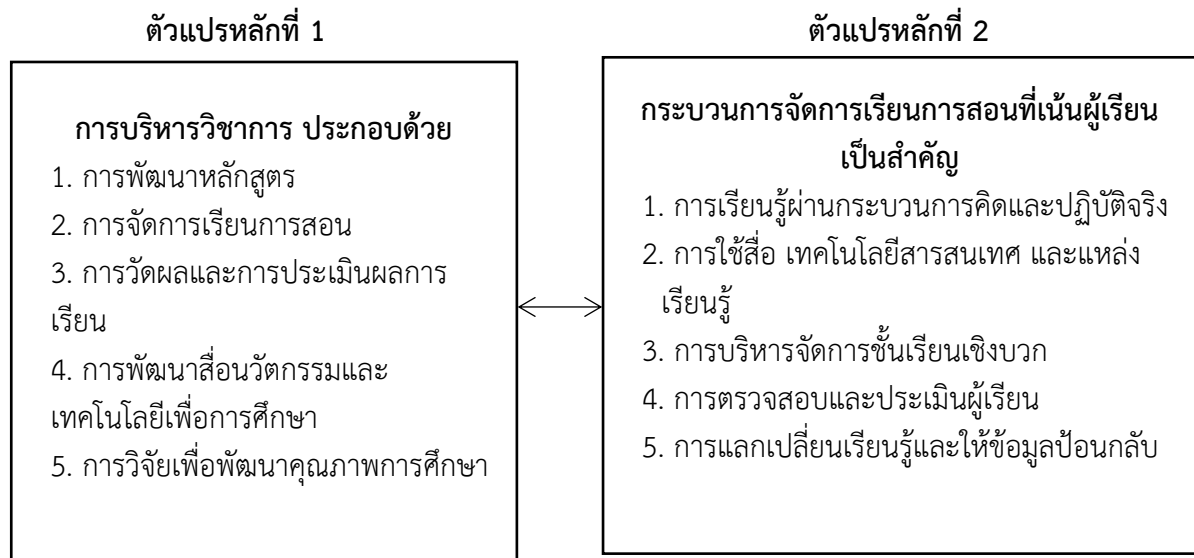 ตัวแปรหลักที่ 1
การบริหารวิชาการ ประกอบด้วย
1. การพัฒนาหลักสูตร
2. การจัดการเรียนการสอน
3. การวัดผลและการประเมินผลการ
เรียน
4. การพัฒนาสื่อนวัตกรรมและ
เทคโนโลยีเพื่อการศึกษา
5. การวิจัยเพื่อพัฒนาคุณภาพการศึกษา
ตัวแปรหลักที่ 2
กระบวนการจัดการเรียนการสอนที่เน้นผู้เรียน
เป็นสำคัญ
1. การเรียนรู้ผ่านกระบวนการคิดและปฏิบัติจริง
2. การใช้สื่อ เทคโนโลยีสารสนเทศ และแหล่ง
เรียนรู้
3. การบริหารจัดการชั้นเรียนเชิงบวก
4. การตรวจสอบและประเมินผู้เรียน
5. การแลกเปลี่ยนเรียนรู้และให้ข้อมูลป้อนกลับ